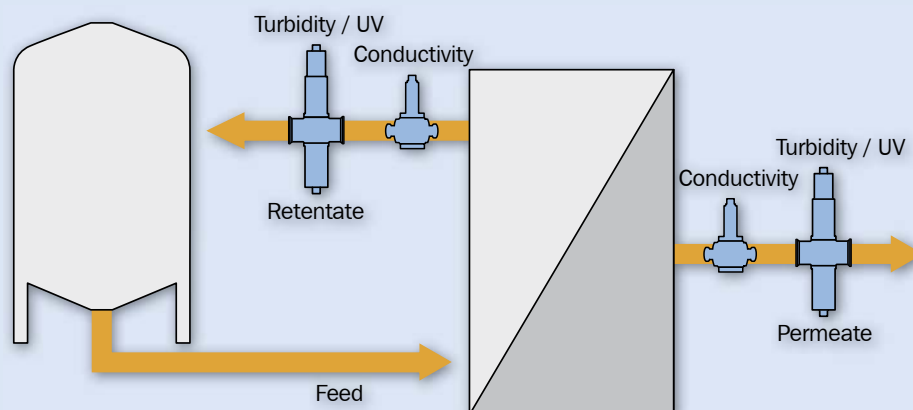 Turbidity / UV
Conductivity
Retentate
Turbidity / UV
Conductivity
Permeate
Feed